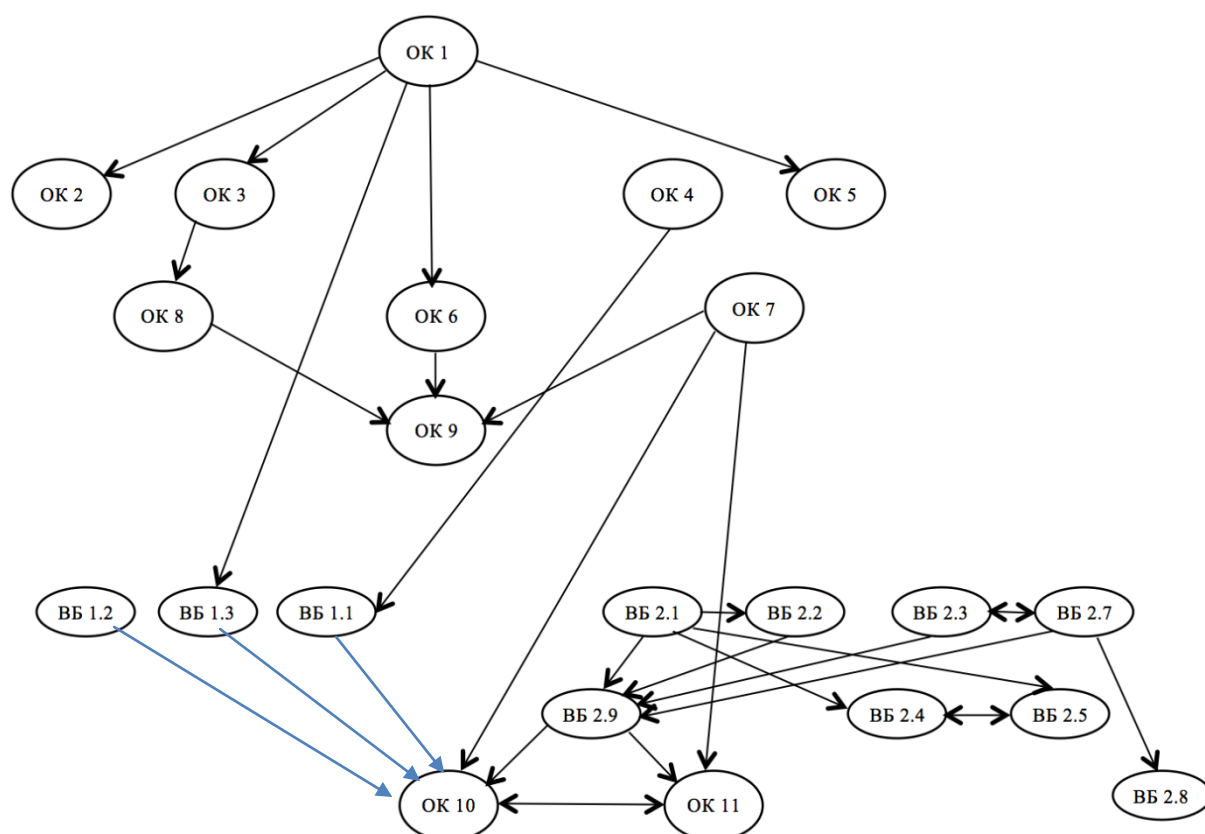 ОК 1
ОК 2
ОК 3
ОК 4
ОК 5
ОК 8
ОК 6
ОК 7
ОК 9
ВБ 1.2
ВБ 1.3
ВБ 1.1
ВБ 2.1
ВБ 2.2
ВБ 2.3
ВБ 2.7
ВБ 2.9
ВБ 2.4
ВБ 2.5
ОК 10
ОК 11
ВБ 2.8